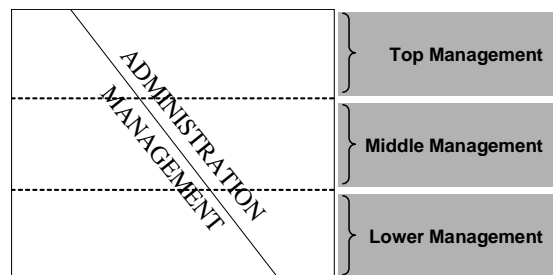 ADMINISTRATION
MANAGEMENT
Top Management
Middle Management
Lower Management